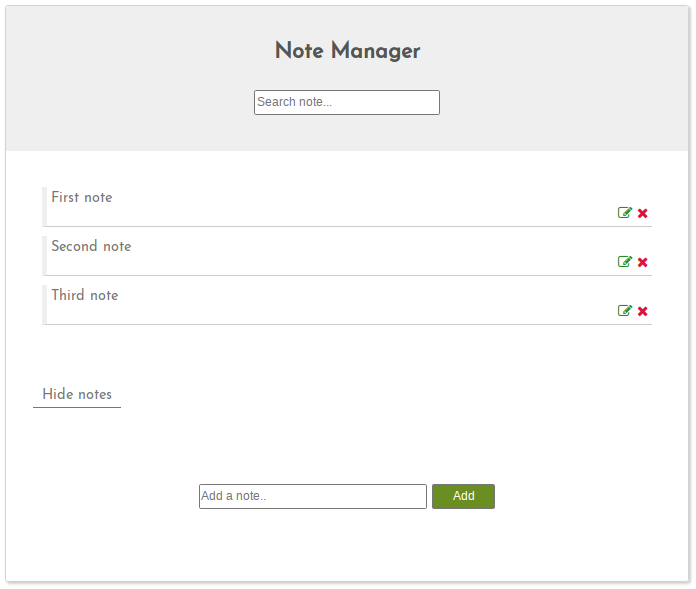 Note Manager
Search note...
First note
Second note
Third note
Hide notes
Add a note..
Add